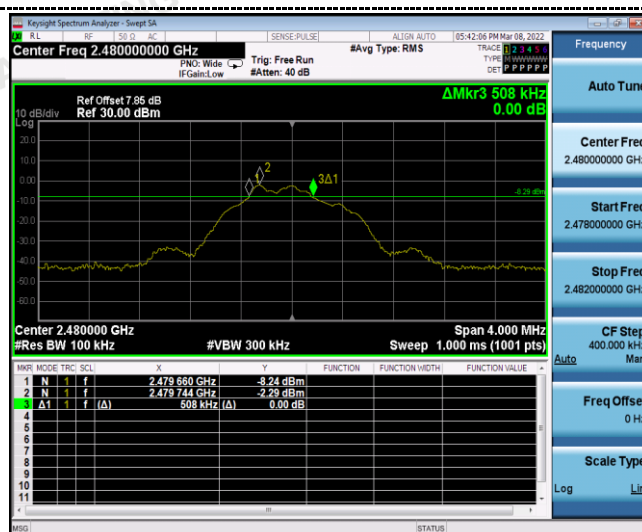 Keysight Spectrum Analyzer - Swept SA
RL RF 50 Ω AC SENSE:PULSE ALIGN AUTO 05:42:06 PM Mar 08, 2022
Center Freq 2.480000000 GHz
PNO: Wide
IFGain:Low
Trig: Free Run
#Atten: 40 dB
#Avg Type: RMS
TRACE 1 2 3 4 5 6
TYPE M WWWWW
DET P P P P P P
ΔMkr3 508 kHz
0.00 dB
Ref Offset 7.85 dB
10 dB/div Ref 30.00 dBm
Log
20.0
10.0
0.00
-10.0
-20.0
-30.0
-40.0
-50.0
-60.0
1
2
3Δ1
-8.29 dBm
Center 2.480000 GHz Span 4.000 MHz
#Res BW 100 kHz #VBW 300 kHz Sweep 1.000 ms (1001 pts)
MKR MODE TRC SCL X Y FUNCTION FUNCTION WIDTH FUNCTION VALUE
1 N 1 f 2.479 660 GHz -8.24 dBm
2 N 1 f 2.479 744 GHz -2.29 dBm
3 Δ1 1 f (Δ) 508 kHz (Δ) 0.00 dB
4
5
6
7
8
9
10
11
MSG STATUS
Frequency
Auto Tune
Center Freq
2.480000000 GHz
Start Freq
2.478000000 GHz
Stop Freq
2.482000000 GHz
CF Step
400.000 kHz
Auto Man
Freq Offset
0 Hz
Scale Type
Log Lin